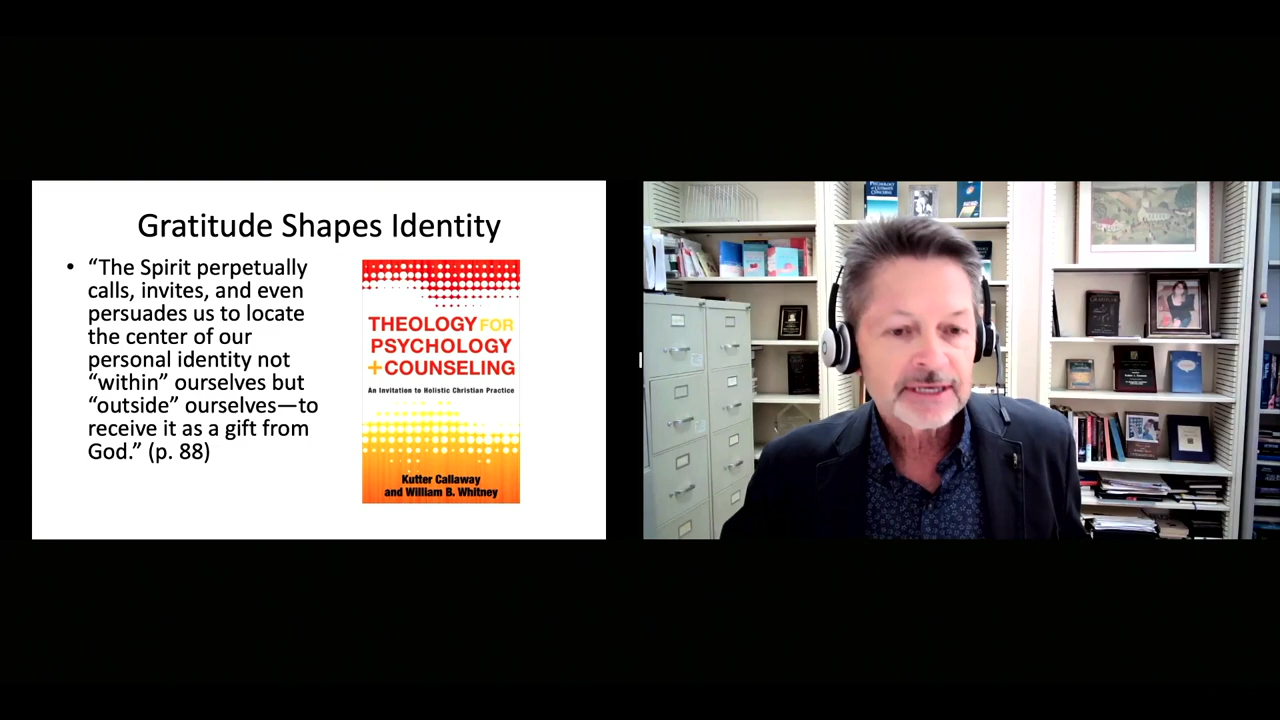 Gratitude Shapes Identity
• “The Spirit perpetually
calls, invites, and even
persuades us to locate
the center of our
personal identity not
“within” ourselves but
“outside” ourselves—to
receive it as a gift from
God.” (p. 88)
THEOLOGY FOR
PSYCHOLOGY
+COUNSELING
An Invitation to Holistic Christian Practice
Kutter Callaway
and William B. Whitney